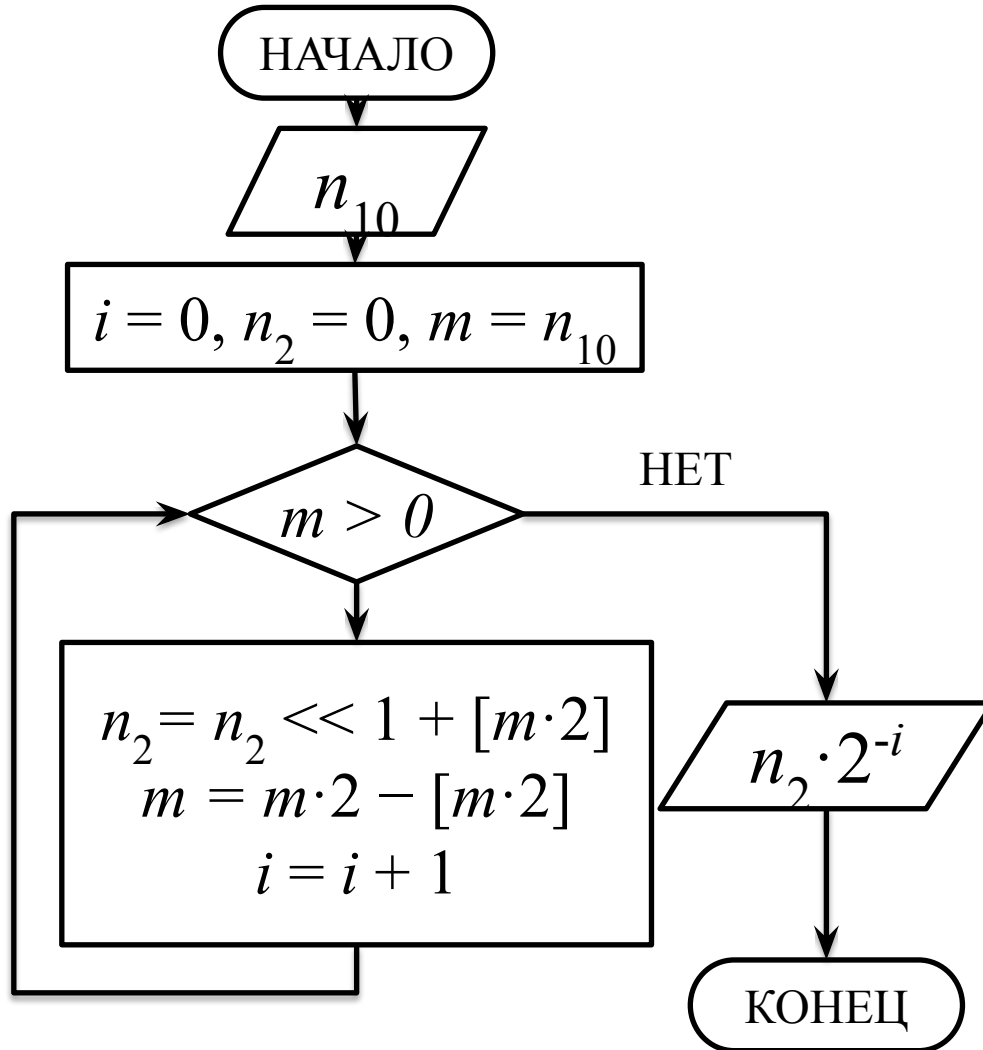 НАЧАЛО
n₁₀
i = 0, n₂ = 0, m = n₁₀
НЕТ
m > 0
n₂ = n₂ << 1 + [m·2]
m = m·2 − [m·2]
i = i + 1
n₂·2⁻ⁱ
КОНЕЦ